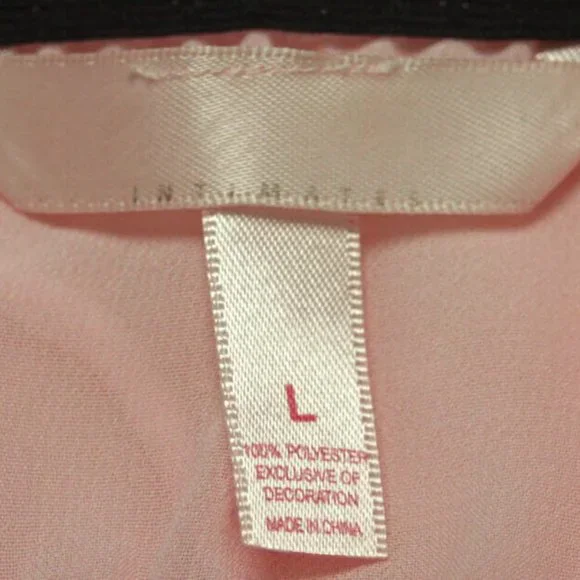 INTIMATES
L
100% POLYESTER
EXCLUSIVE OF
DECORATION
MADE IN CHINA